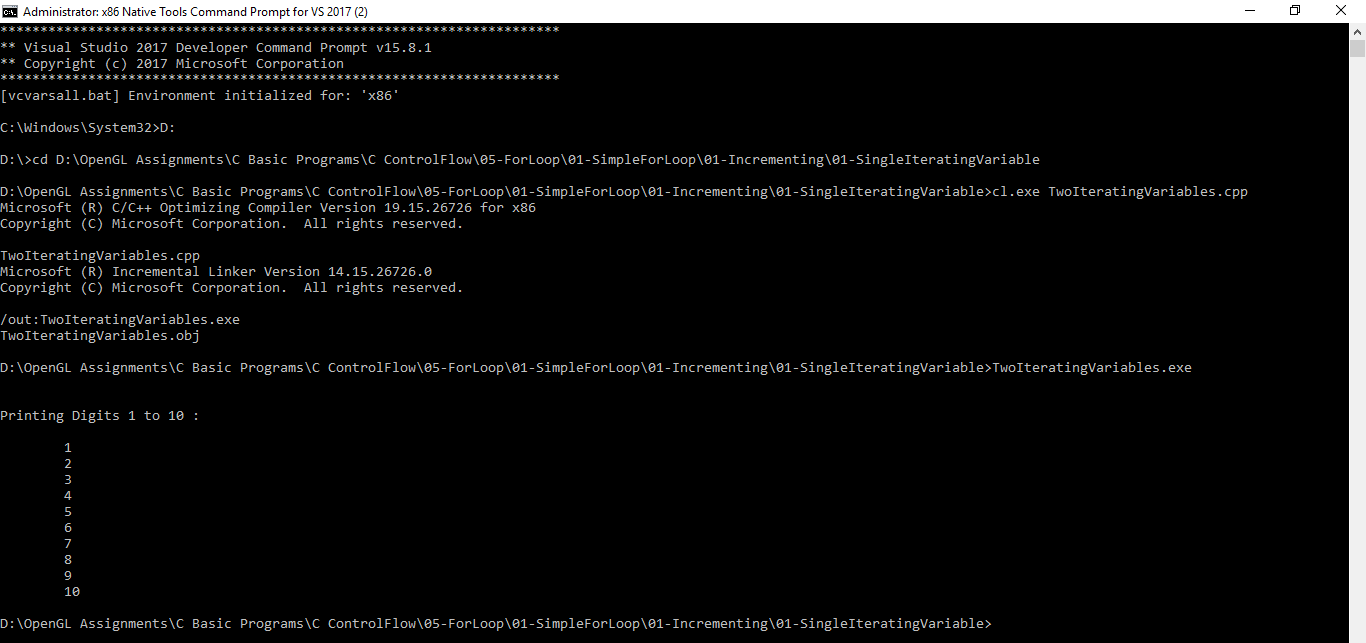 Administrator: x86 Native Tools Command Prompt for VS 2017 (2)
**********************************************************************
** Visual Studio 2017 Developer Command Prompt v15.8.1
** Copyright (c) 2017 Microsoft Corporation
**********************************************************************
[vcvarsall.bat] Environment initialized for: 'x86'
C:\Windows\System32>D:
D:\>cd D:\OpenGL Assignments\C Basic Programs\C ControlFlow\05-ForLoop\01-SimpleForLoop\01-Incrementing\01-SingleIteratingVariable
D:\OpenGL Assignments\C Basic Programs\C ControlFlow\05-ForLoop\01-SimpleForLoop\01-Incrementing\01-SingleIteratingVariable>cl.exe TwoIteratingVariables.cpp
Microsoft (R) C/C++ Optimizing Compiler Version 19.15.26726 for x86
Copyright (C) Microsoft Corporation.  All rights reserved.
TwoIteratingVariables.cpp
Microsoft (R) Incremental Linker Version 14.15.26726.0
Copyright (C) Microsoft Corporation.  All rights reserved.
/out:TwoIteratingVariables.exe
TwoIteratingVariables.obj
D:\OpenGL Assignments\C Basic Programs\C ControlFlow\05-ForLoop\01-SimpleForLoop\01-Incrementing\01-SingleIteratingVariable>TwoIteratingVariables.exe
Printing Digits 1 to 10 :
1
2
3
4
5
6
7
8
9
10
D:\OpenGL Assignments\C Basic Programs\C ControlFlow\05-ForLoop\01-SimpleForLoop\01-Incrementing\01-SingleIteratingVariable>